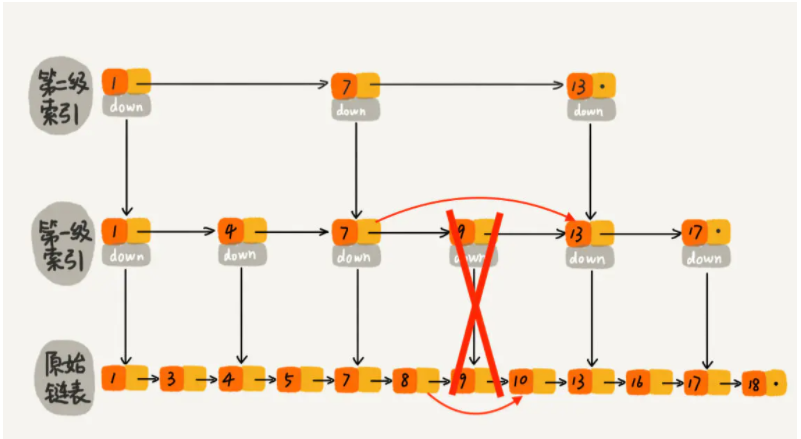 第二级
索引
1 7 13
down down down
第一级
索引
1 4 7 9 13 17
down down down down down down
原始
链表
1 3 4 5 7 8 9 10 13 16 17 18